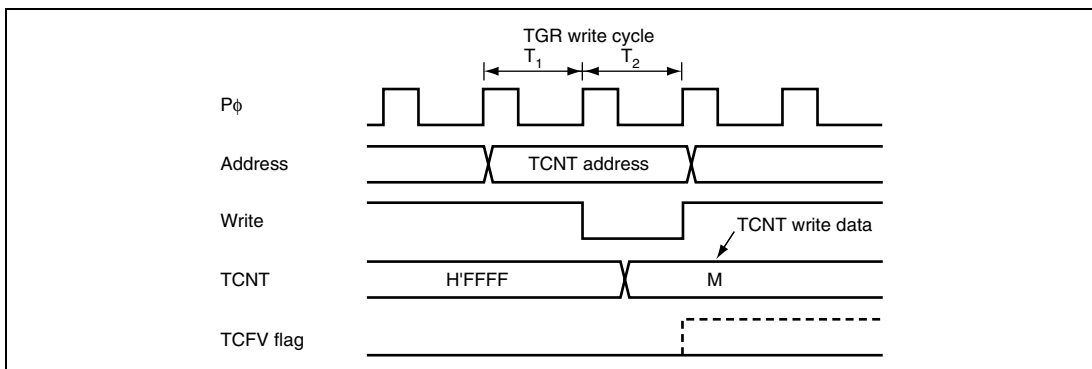 TGR write cycle
T1 T2
Pφ
Address TCNT address
Write
TCNT write data
TCNT H'FFFF M
TCFV flag